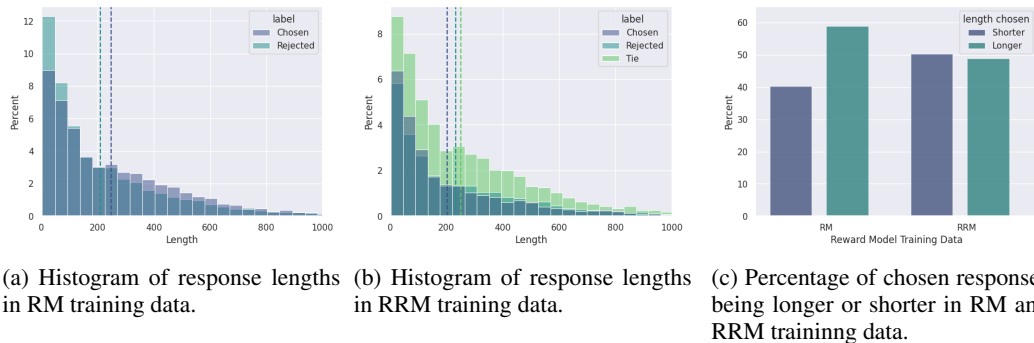 12
10
8
6
4
2
0
Percent
label
Chosen
Rejected
0 200 400 600 800 1000
Length
8
6
4
2
0
Percent
label
Chosen
Rejected
Tie
0 200 400 600 800 1000
Length
60
50
40
30
20
10
0
Percent
length chosen
Shorter
Longer
RM RRM
Reward Model Training Data
(a) Histogram of response lengths
in RM training data.
(b) Histogram of response lengths
in RRM training data.
(c) Percentage of chosen response
being longer or shorter in RM an
RRM traininng data.